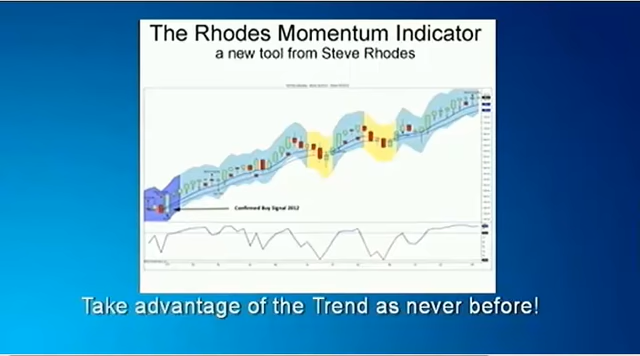 The Rhodes Momentum Indicator
a new tool from Steve Rhodes
Confirmed Buy Signal 2012
Take advantage of the Trend as never before!